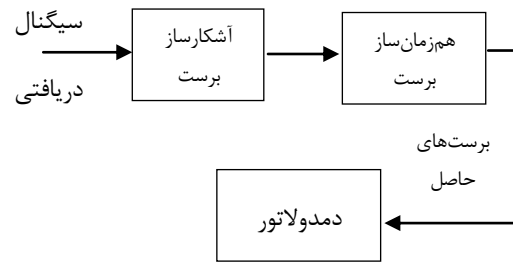 سیگنال
دریافتی
آشکارساز
برست
هم‌زمان‌ساز
برست
برست‌های
حاصل
دمدولاتور